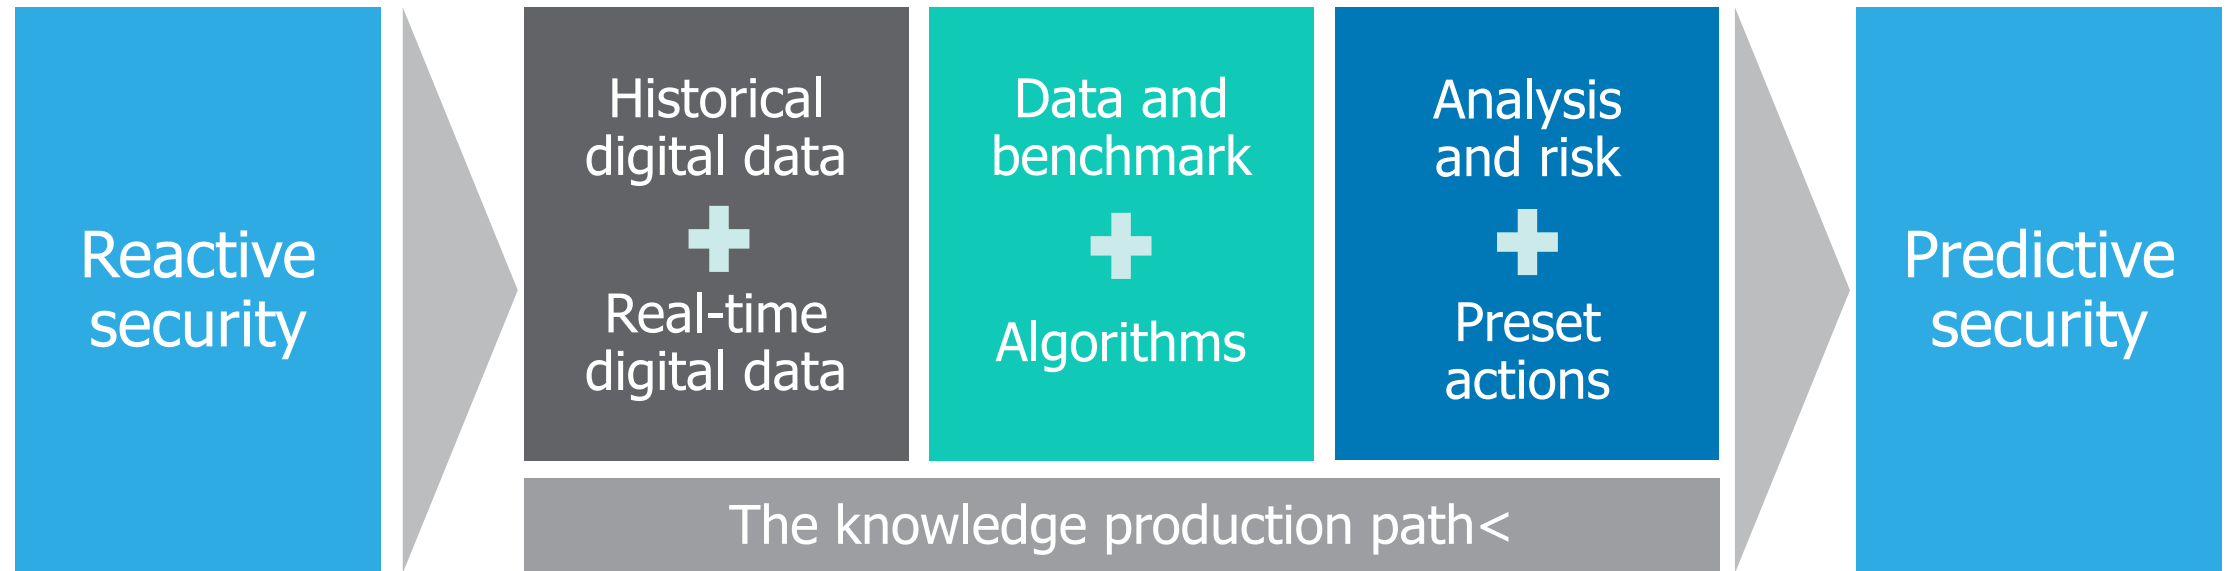 Reactive
security
Historical
digital data
Real-time
digital data
Data and
benchmark
Algorithms
Analysis
and risk
Preset
actions
The knowledge production path<
Predictive
security